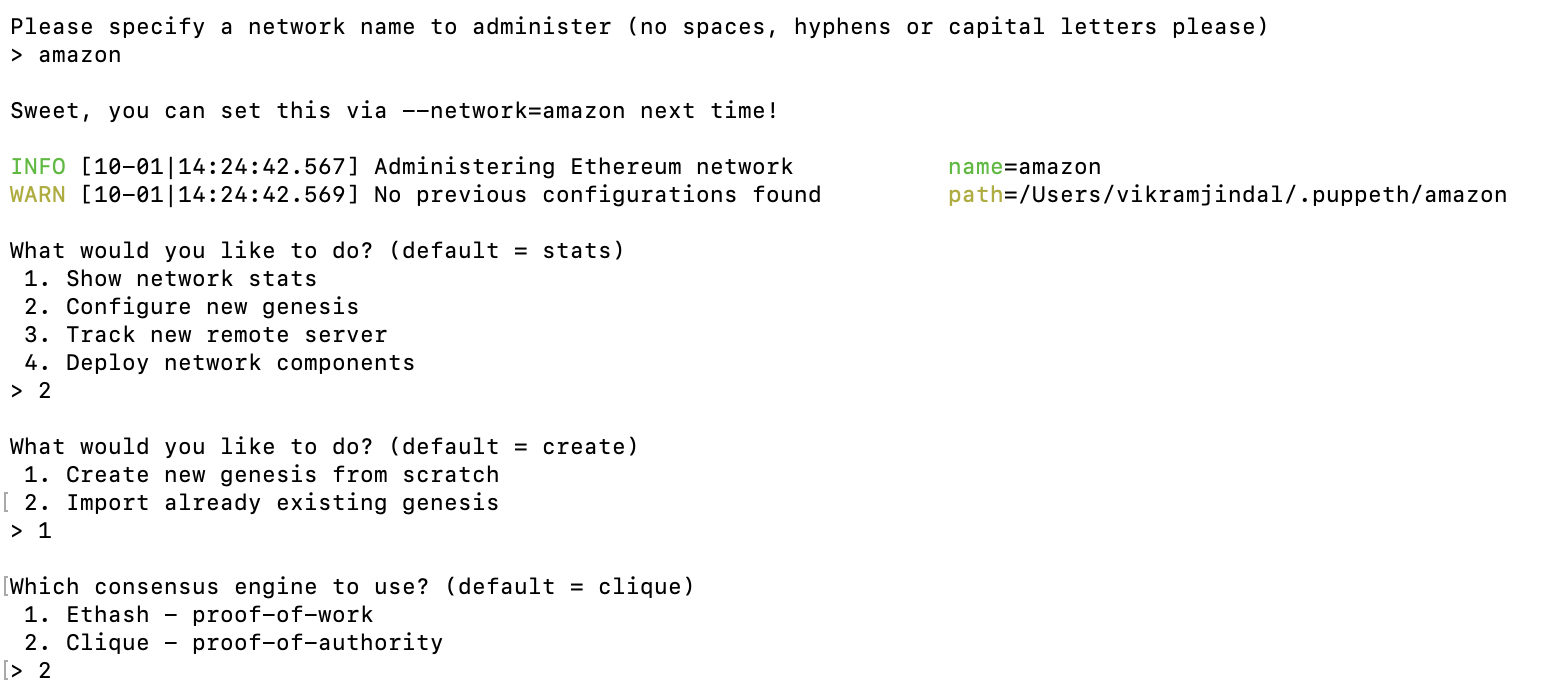 Please specify a network name to administer (no spaces, hyphens or capital letters please)
> amazon
Sweet, you can set this via --network=amazon next time!
INFO [10-01|14:24:42.567] Administering Ethereum network name=amazon
WARN [10-01|14:24:42.569] No previous configurations found path=/Users/vikramjindal/.puppeth/amazon
What would you like to do? (default = stats)
1. Show network stats
2. Configure new genesis
3. Track new remote server
4. Deploy network components
> 2
What would you like to do? (default = create)
1. Create new genesis from scratch
[ 2. Import already existing genesis
> 1
[Which consensus engine to use? (default = clique)
1. Ethash - proof-of-work
2. Clique - proof-of-authority
[> 2